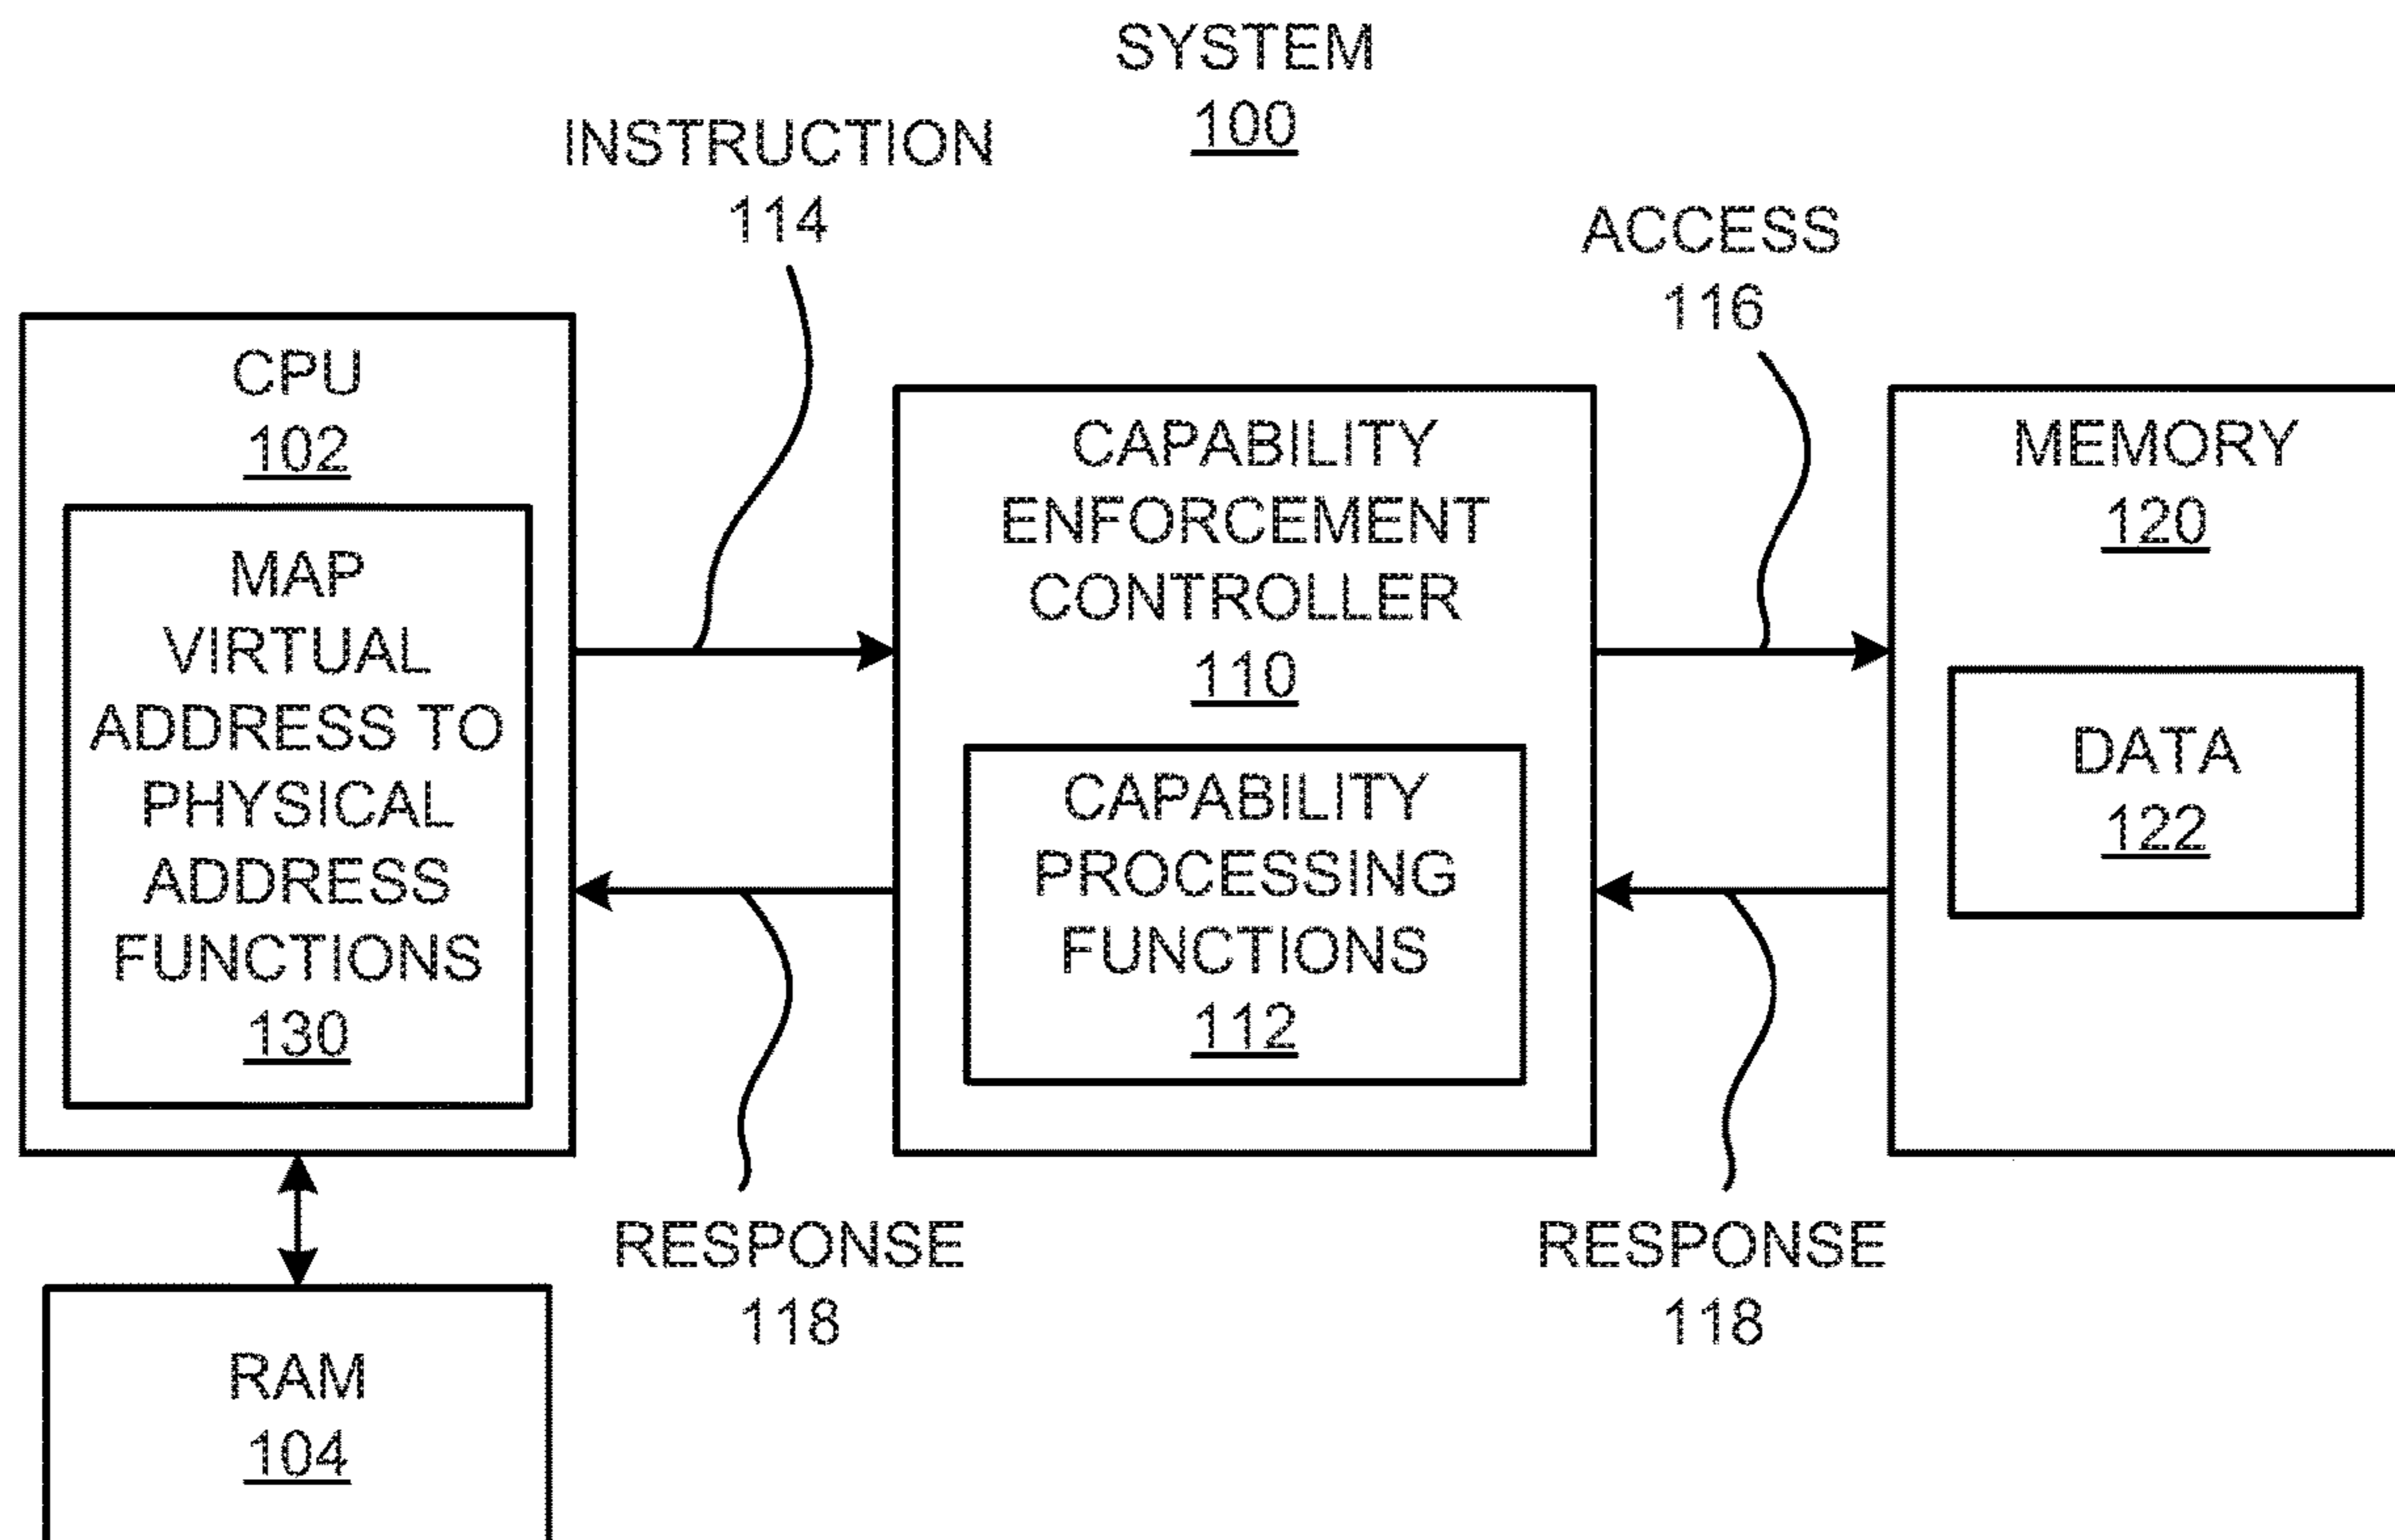 SYSTEM
100
INSTRUCTION
114
ACCESS
116
CPU
102
MAP
VIRTUAL
ADDRESS TO
PHYSICAL
ADDRESS
FUNCTIONS
130
CAPABILITY
ENFORCEMENT
CONTROLLER
110
CAPABILITY
PROCESSING
FUNCTIONS
112
MEMORY
120
DATA
122
RESPONSE
118
RESPONSE
118
RAM
104